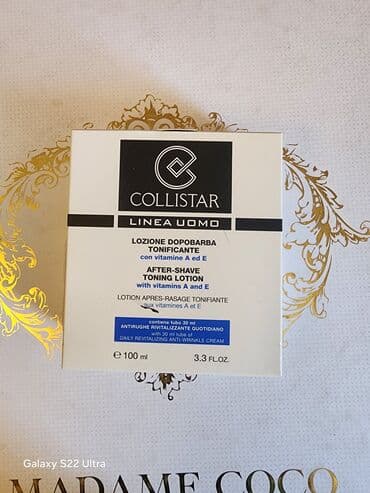 COLLISTAR
LINEA UOMO
LOZIONE DOPOBARBA
TONIFICANTE
con vitamine A ed E
AFTER-SHAVE
TONING LOTION
with vitamins A and E
LOTION APRES-RASAGE TONIFIANTE
aux vitamines A et E
contiene tubo 30 ml
ANTIRUGHE RIVITALIZZANTE QUOTIDIANO
with 30 ml tube of
DAILY REVITALIZING ANTI-WRINKLE CREAM
℮ 100 ml 3.3 FL.OZ.
Galaxy S22 Ultra
MADAME COCO